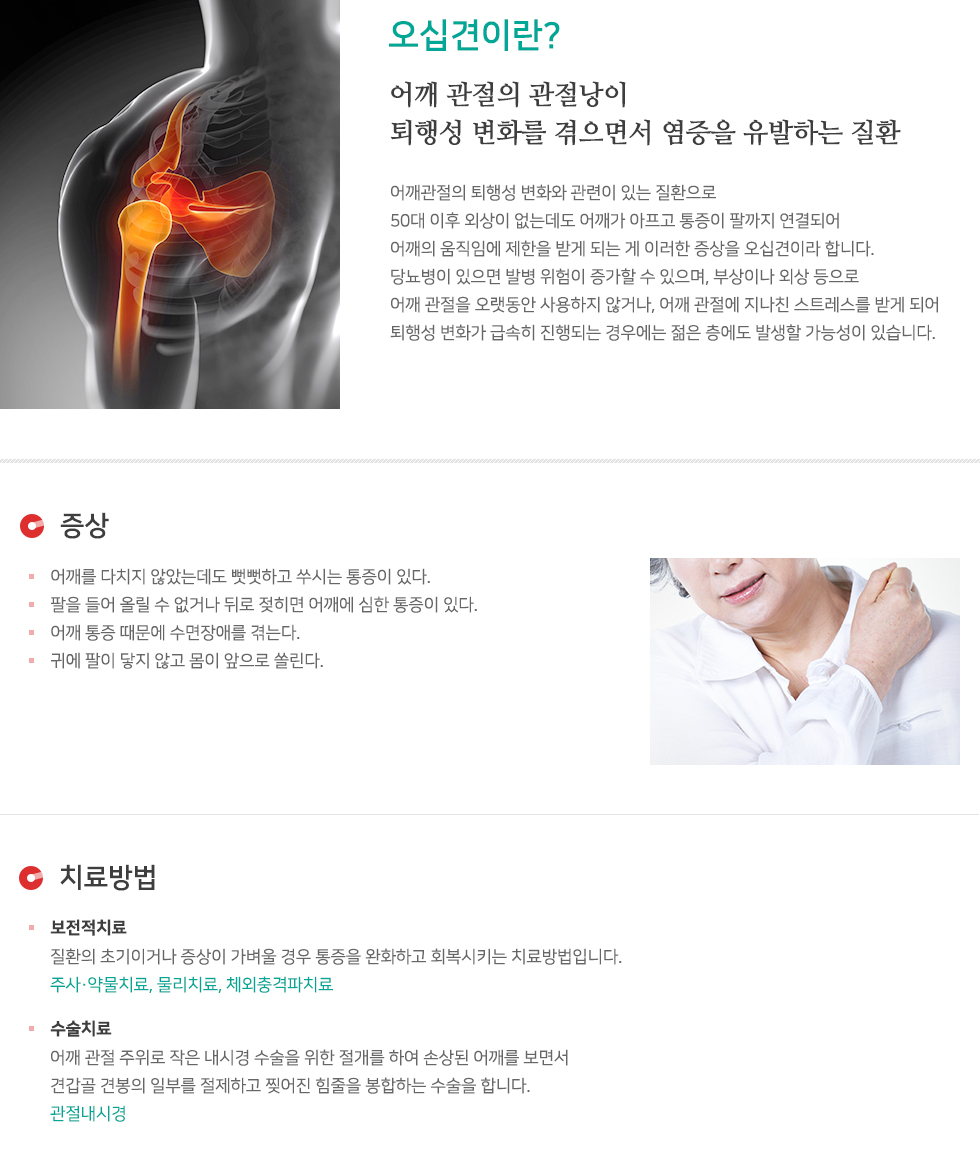 오십견이란?
어깨 관절의 관절낭이
퇴행성 변화를 겪으면서 염증을 유발하는 질환
어깨관절의 퇴행성 변화와 관련이 있는 질환으로
50대 이후 외상이 없는데도 어깨가 아프고 통증이 팔까지 연결되어
어깨의 움직임에 제한을 받게 되는 게 이러한 증상을 오십견이라 합니다.
당뇨병이 있으면 발병 위험이 증가할 수 있으며, 부상이나 외상 등으로
어깨 관절을 오랫동안 사용하지 않거나, 어깨 관절에 지나친 스트레스를 받게 되어
퇴행성 변화가 급속히 진행되는 경우에는 젊은 층에도 발생할 가능성이 있습니다.
증상
어깨를 다치지 않았는데도 뻣뻣하고 쑤시는 통증이 있다.
팔을 들어 올릴 수 없거나 뒤로 젖히면 어깨에 심한 통증이 있다.
어깨 통증 때문에 수면장애를 겪는다.
귀에 팔이 닿지 않고 몸이 앞으로 쏠린다.
치료방법
보전적치료
질환의 초기이거나 증상이 가벼울 경우 통증을 완화하고 회복시키는 치료방법입니다.
주사·약물치료, 물리치료, 체외충격파치료
수술치료
어깨 관절 주위로 작은 내시경 수술을 위한 절개를 하여 손상된 어깨를 보면서
견갑골 견봉의 일부를 절제하고 찢어진 힘줄을 봉합하는 수술을 합니다.
관절내시경